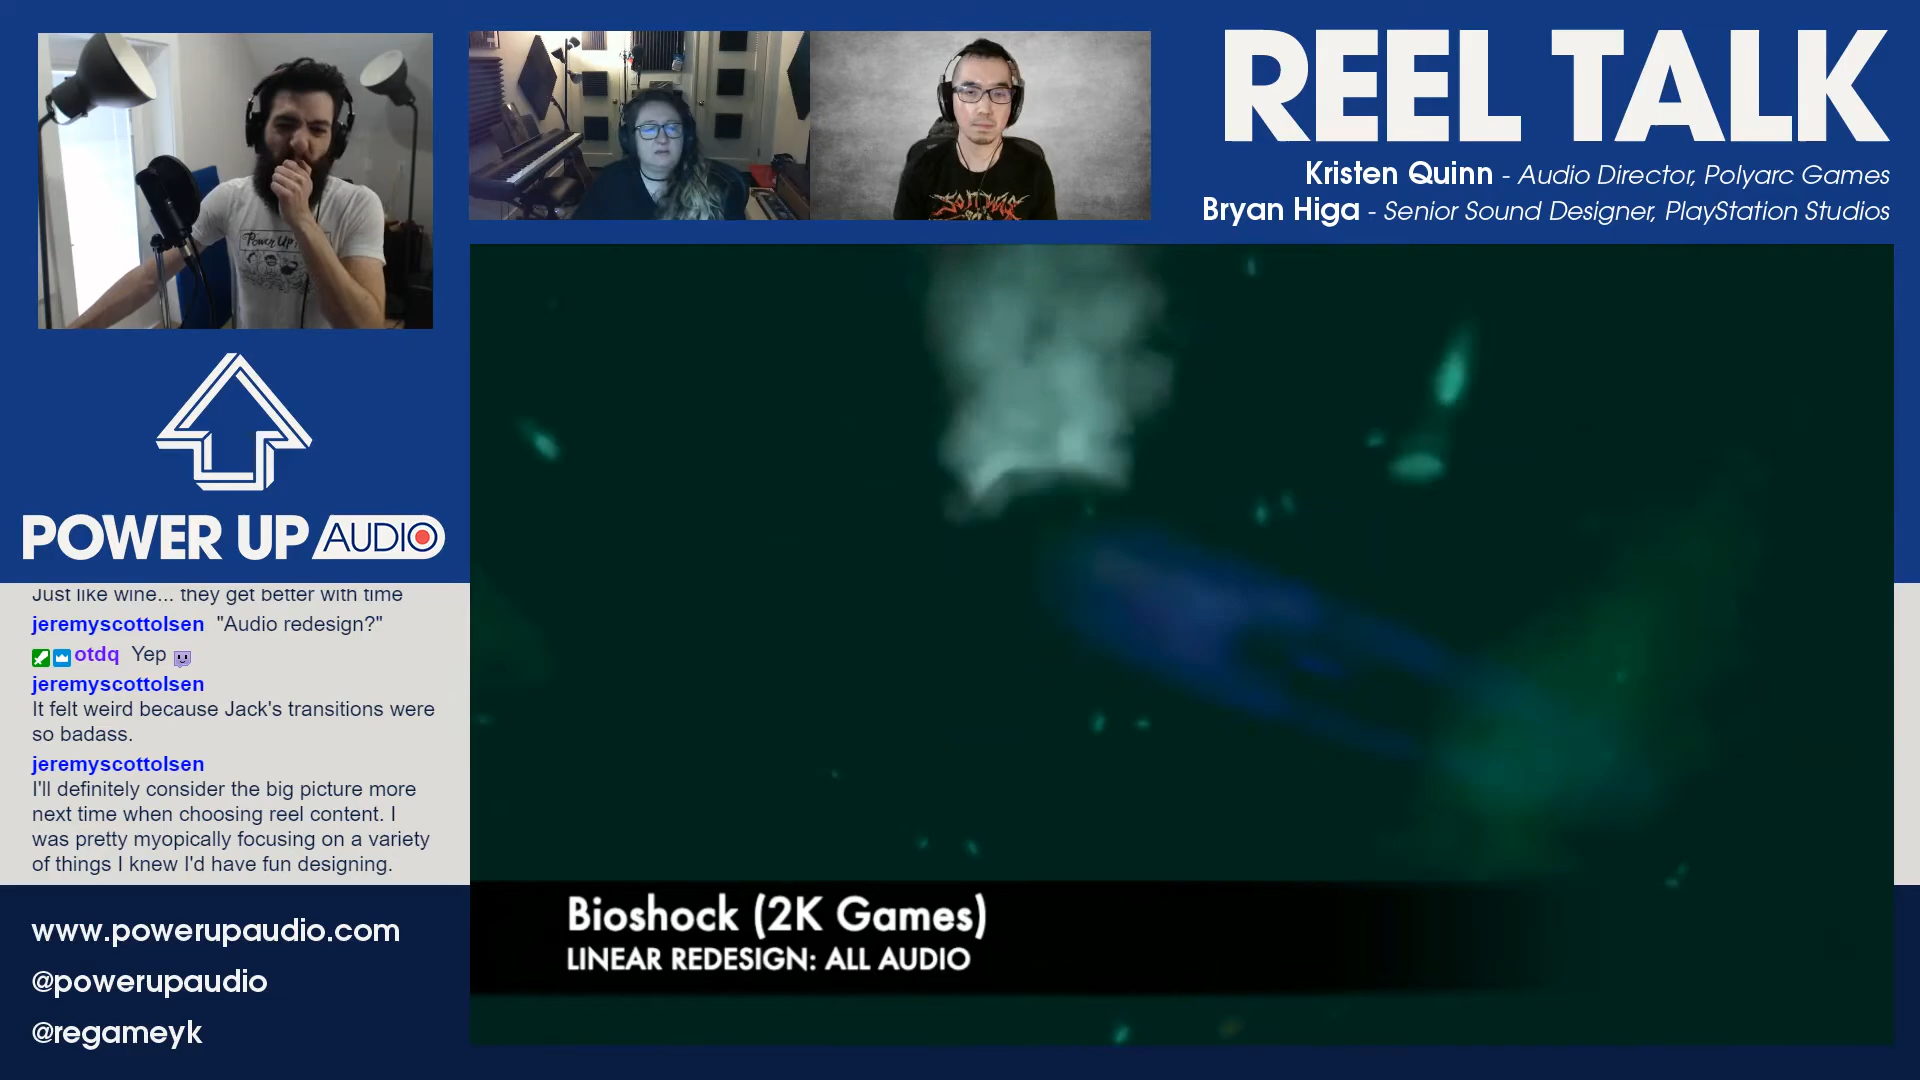 REEL TALK
Kristen Quinn - Audio Director, Polyarc Games
Bryan Higa - Senior Sound Designer, PlayStation Studios
Power Up
POWER UP AUDIO
Just like wine... they get better with time
jeremyscottolsen "Audio redesign?"
otdq Yep
jeremyscottolsen
It felt weird because Jack's transitions were
so badass.
jeremyscottolsen
I'll definitely consider the big picture more
next time when choosing reel content. I
was pretty myopically focusing on a variety
of things I knew I'd have fun designing.
www.powerupaudio.com
@powerupaudio
@regameyk
Bioshock (2K Games)
LINEAR REDESIGN: ALL AUDIO